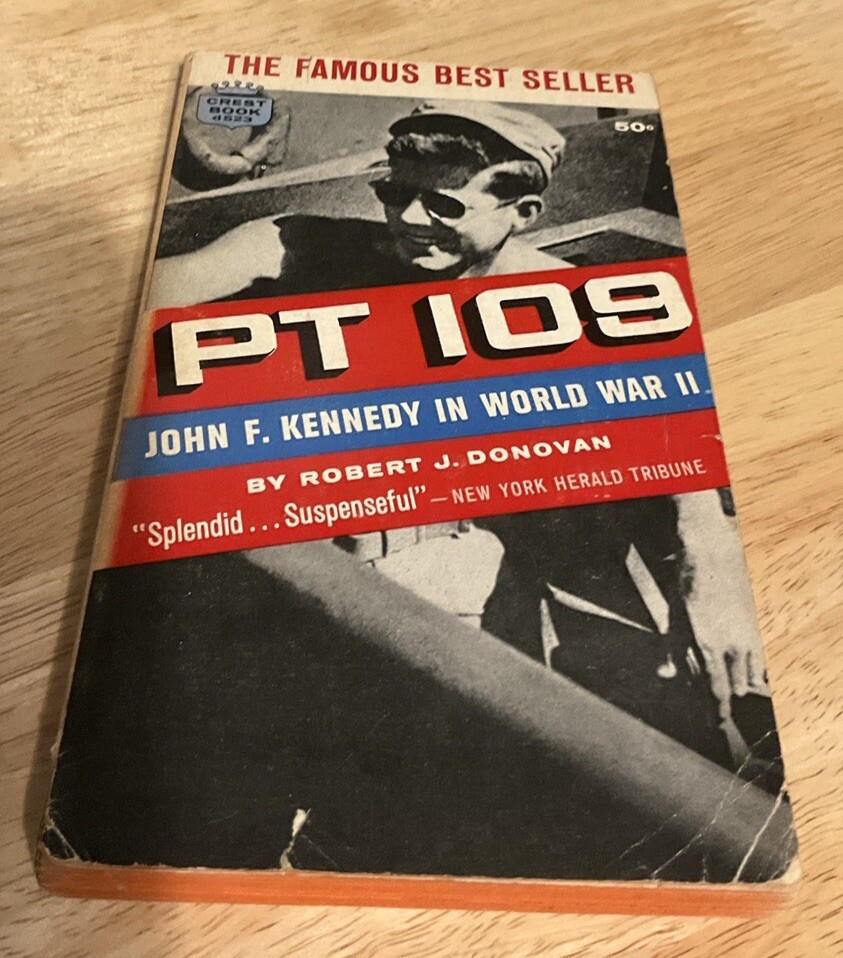 THE FAMOUS BEST SELLER
CREST
BOOK
d523
50¢
PT 109
JOHN F. KENNEDY IN WORLD WAR II
BY ROBERT J. DONOVAN
“Splendid . . . Suspenseful” — NEW YORK HERALD TRIBUNE